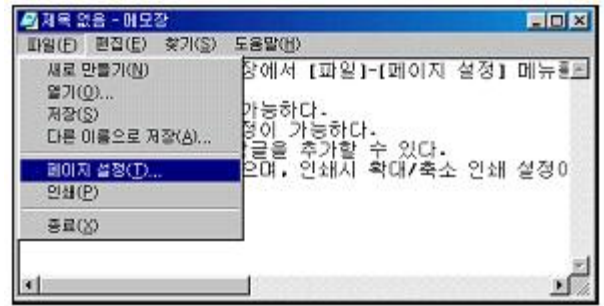 제목 없음 - 메모장
파일(F) 편집(E) 찾기(S) 도움말(H)
새로 만들기(N)
열기(O)...
저장(S)
다른 이름으로 저장(A)...
페이지 설정(T)...
인쇄(P)
종료(X)
장에서 [파일]-[페이지 설정] 메뉴를
가능하다.
정이 가능하다.
글을 추가할 수 있다.
으며, 인쇄시 확대/축소 인쇄 설정이